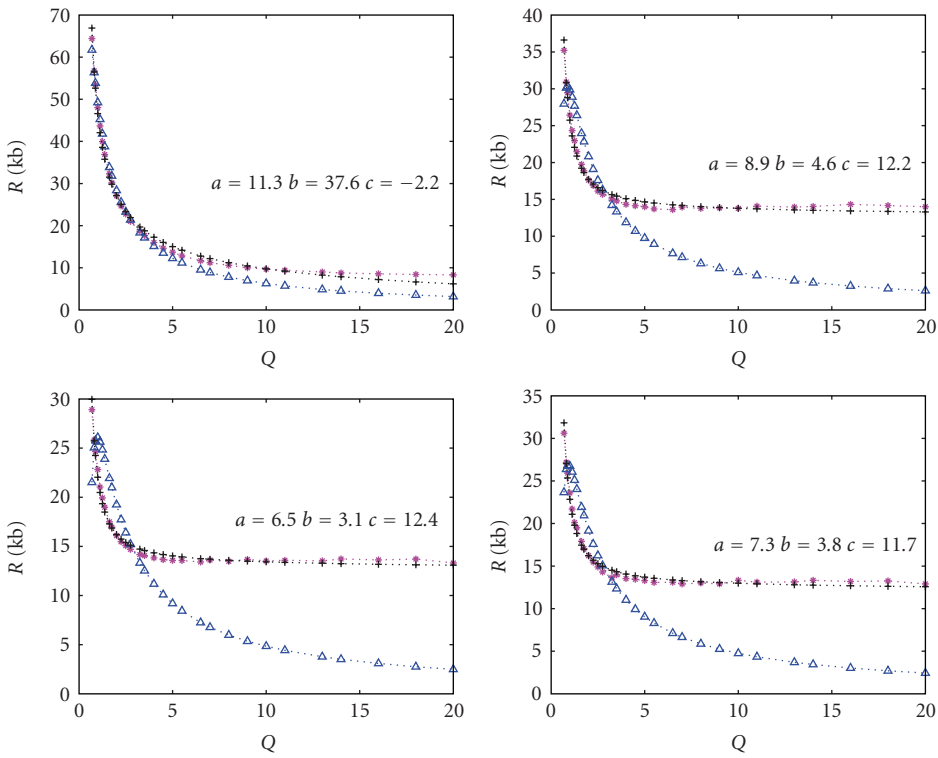 70
60
50
40
30
20
10
0
R (kb)
a = 11.3 b = 37.6 c = −2.2
0 5 10 15 20
Q
40
35
30
25
20
15
10
5
0
R (kb)
a = 8.9 b = 4.6 c = 12.2
0 5 10 15 20
Q
30
25
20
15
10
5
0
R (kb)
a = 6.5 b = 3.1 c = 12.4
0 5 10 15 20
Q
35
30
25
20
15
10
5
0
R (kb)
a = 7.3 b = 3.8 c = 11.7
0 5 10 15 20
Q